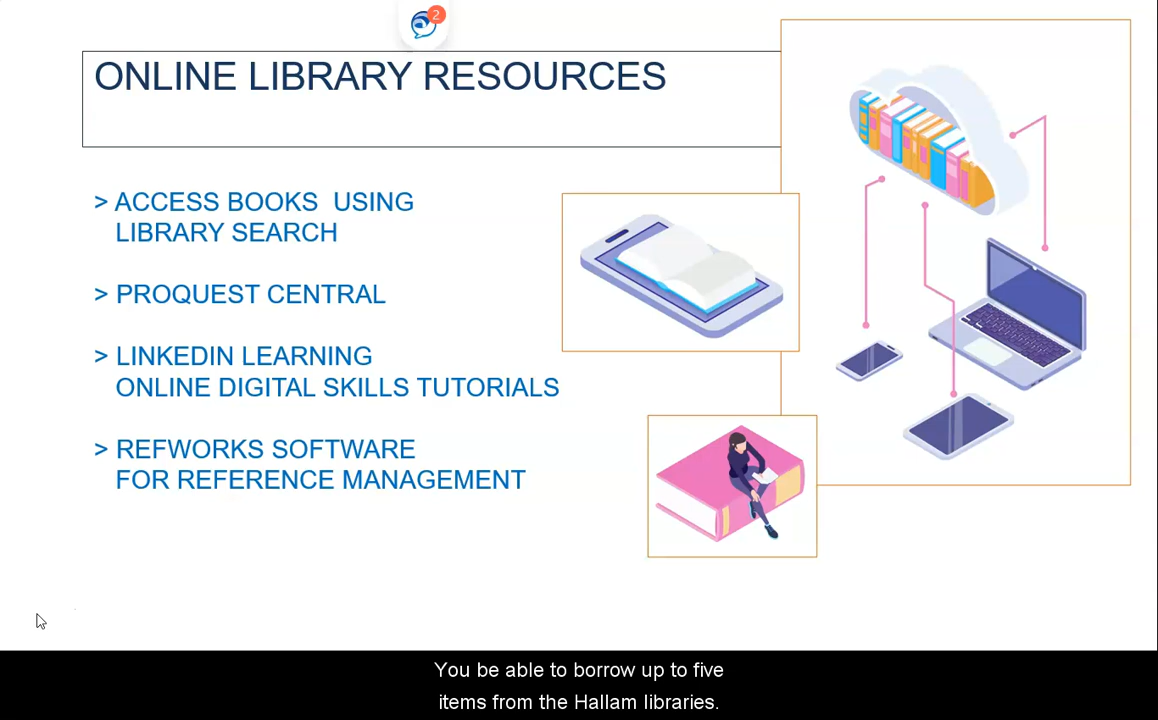 2
ONLINE LIBRARY RESOURCES
> ACCESS BOOKS  USING
LIBRARY SEARCH
> PROQUEST CENTRAL
> LINKEDIN LEARNING
ONLINE DIGITAL SKILLS TUTORIALS
> REFWORKS SOFTWARE
FOR REFERENCE MANAGEMENT
You be able to borrow up to five
items from the Hallam libraries.